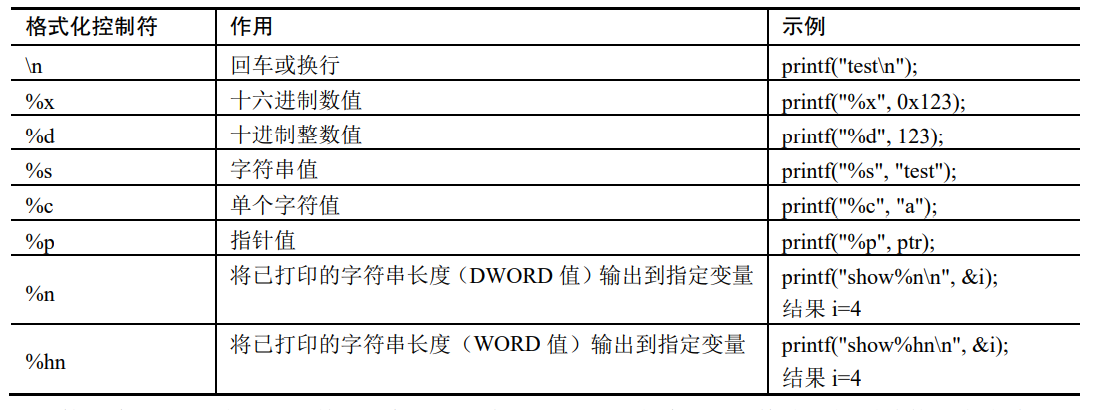 格式化控制符 作用 示例
\n 回车或换行 printf("test\n");
%x 十六进制数值 printf("%x", 0x123);
%d 十进制整数值 printf("%d", 123);
%s 字符串值 printf("%s", "test");
%c 单个字符值 printf("%c", "a");
%p 指针值 printf("%p", ptr);
%n 将已打印的字符串长度（DWORD 值）输出到指定变量 printf("show%n\n", &i);
结果 i=4
%hn 将已打印的字符串长度（WORD 值）输出到指定变量 printf("show%hn\n", &i);
结果 i=4